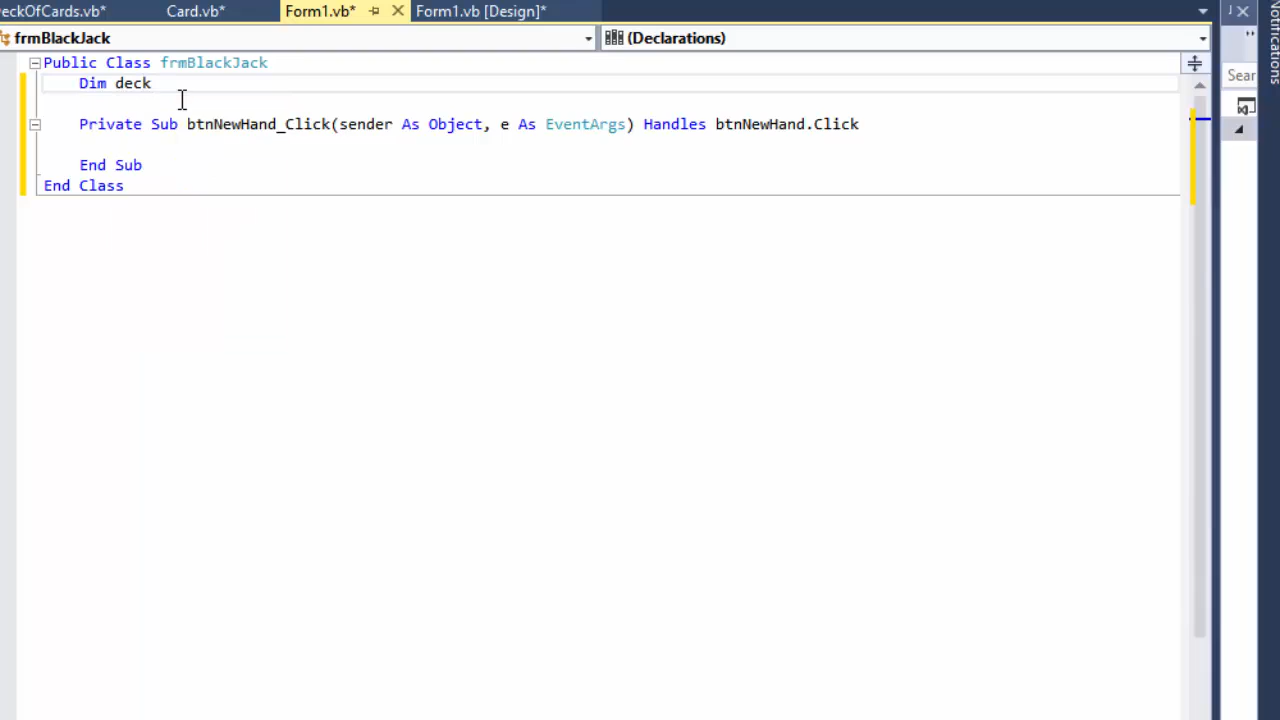 eckOfCards.vb* Card.vb* Form1.vb* Form1.vb [Design]*
frmBlackJack (Declarations)
Public Class frmBlackJack
Dim deck
Private Sub btnNewHand_Click(sender As Object, e As EventArgs) Handles btnNewHand.Click
End Sub
End Class
Sear
Notifications